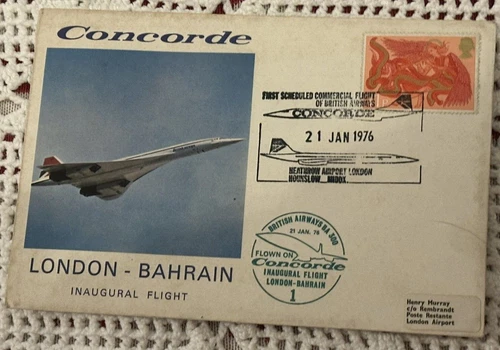 Concorde
FIRST SCHEDULED COMMERCIAL FLIGHT
OF BRITISH AIRWAYS
CONCORDE
21 JAN 1976
HEATHROW AIRPORT LONDON
HOUNSLOW MIDDX.
BRITISH AIRWAYS BA 300
21 JAN. 76
FLOWN ON
Concorde
INAUGURAL FLIGHT
LONDON-BAHRAIN
1
LONDON - BAHRAIN
INAUGURAL FLIGHT
Henry Murray
c/o Rembrandt
Poste Restante
London Airport